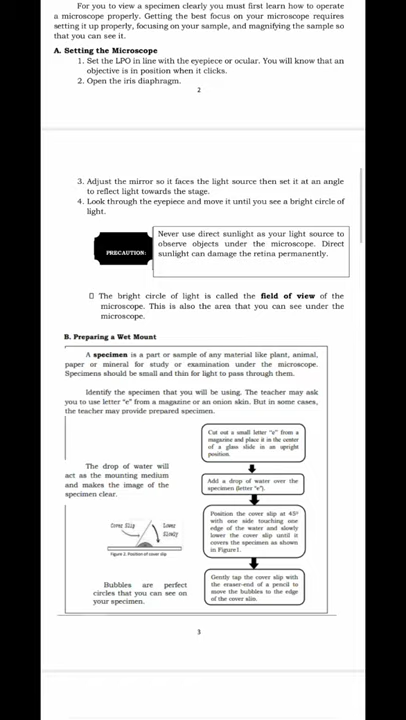 For you to view a specimen clearly you must first learn how to operate
a microscope properly. Getting the best focus on your microscope requires
setting it up properly, focusing on your sample, and magnifying the sample so
that you can see it.
A. Setting the Microscope
1. Set the LPO in line with the eyepiece or ocular. You will know that an
objective is in position when it clicks.
2. Open the iris diaphragm.
2
3. Adjust the mirror so it faces the light source then set it at an angle
to reflect light towards the stage.
4. Look through the eyepiece and move it until you see a bright circle of
light.
PRECAUTION:
Never use direct sunlight as your light source to
observe objects under the microscope. Direct
sunlight can damage the retina permanently.
The bright circle of light is called the field of view of the
microscope. This is also the area that you can see under the
microscope.
B. Preparing a Wet Mount
A specimen is a part or sample of any material like plant, animal,
paper or mineral for study or examination under the microscope.
Specimens should be small and thin for light to pass through them.
Identify the specimen that you will be using. The teacher may ask
you to use letter "e" from a magazine or an onion skin. But in some cases,
the teacher may provide prepared specimen.
Cut out a small letter "e" from a
magazine and place it in the center
of a glass slide in an upright
position.
The drop of water will
act as the mounting medium
and makes the image of the
specimen clear.
Add a drop of water over the
specimen (letter "e").
Position the cover slip at 45º
with one side touching one
edge of the water and slowly
lower the cover slip until it
covers the specimen as shown
in Figure1.
Cover Slip
Lower
Slowly
Figure 2. Position of cover slip
Bubbles are perfect
circles that you can see on
your specimen.
Gently tap the cover slip with
the eraser-end of a pencil to
move the bubbles to the edge
of the cover slip.
3